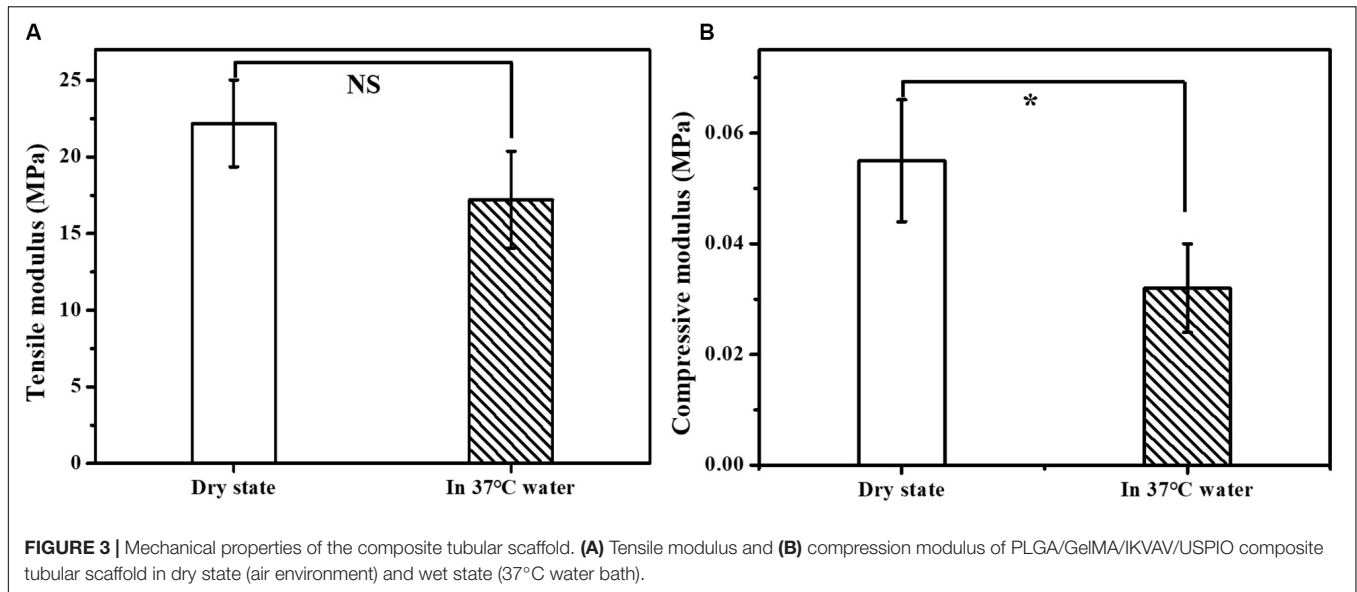 A
Tensile modulus (MPa)
25
20
15
10
5
0
NS
Dry state
In 37°C water
B
Compressive modulus (MPa)
0.06
0.04
0.02
0.00
*
Dry state
In 37°C water
FIGURE 3 | Mechanical properties of the composite tubular scaffold. (A) Tensile modulus and (B) compression modulus of PLGA/GelMA/IKVAV/USPIO composite
tubular scaffold in dry state (air environment) and wet state (37°C water bath).